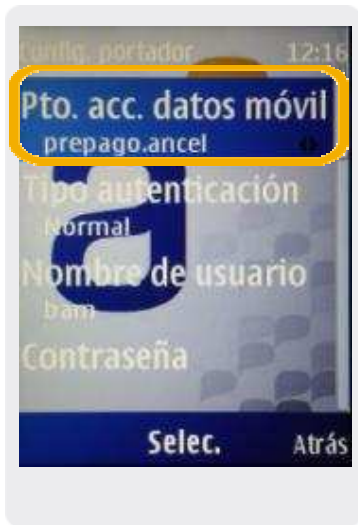 Config. portador 12:16
Pto. acc. datos móvil
prepago.ancel
Tipo autenticación
Normal
Nombre de usuario
bam
Contraseña
Selec. Atrás